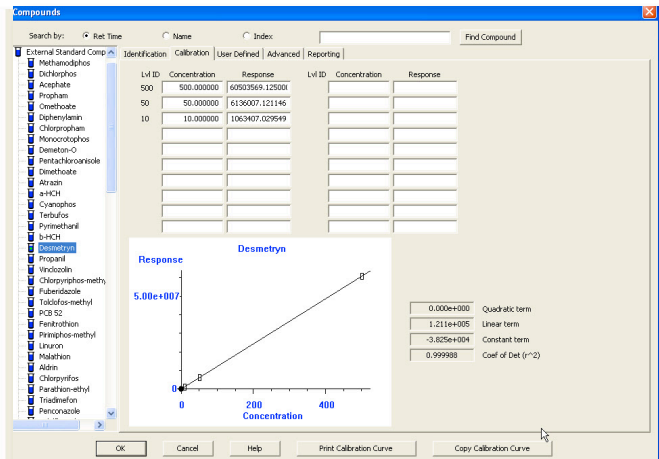 Compounds
Search by: Ret Time Name Index Find Compound
External Standard Comp
Methamodiphos
Dichlorphos
Acephate
Propham
Omethoate
Diphenylamin
Chlorpropham
Monocrotophos
Demeton-O
Pentachloroanisole
Dimethoate
Atrazin
a-HCH
Cyanophos
Terbufos
Pyrimethanil
b-HCH
Desmetryn
Propanil
Vinclozolin
Chlorpyriphos-methy
Fuberidazole
Tolclofos-methyl
PCB 52
Fenitrothion
Pirimiphos-methyl
Linuron
Malathion
Aldrin
Chlorpyrifos
Parathion-ethyl
Triadimefon
Penconazole
Identification Calibration User Defined Advanced Reporting
Lvl ID Concentration Response Lvl ID Concentration Response
500 500.000000 60503569.12500
50 50.000000 6136007.121146
10 10.000000 1063407.029549
Desmetryn
Response
5.00e+007
0
0 200 400
Concentration
0.000e+000 Quadratic term
1.211e+005 Linear term
-3.825e+004 Constant term
0.999988 Coef of Det (r^2)
OK Cancel Help Print Calibration Curve Copy Calibration Curve